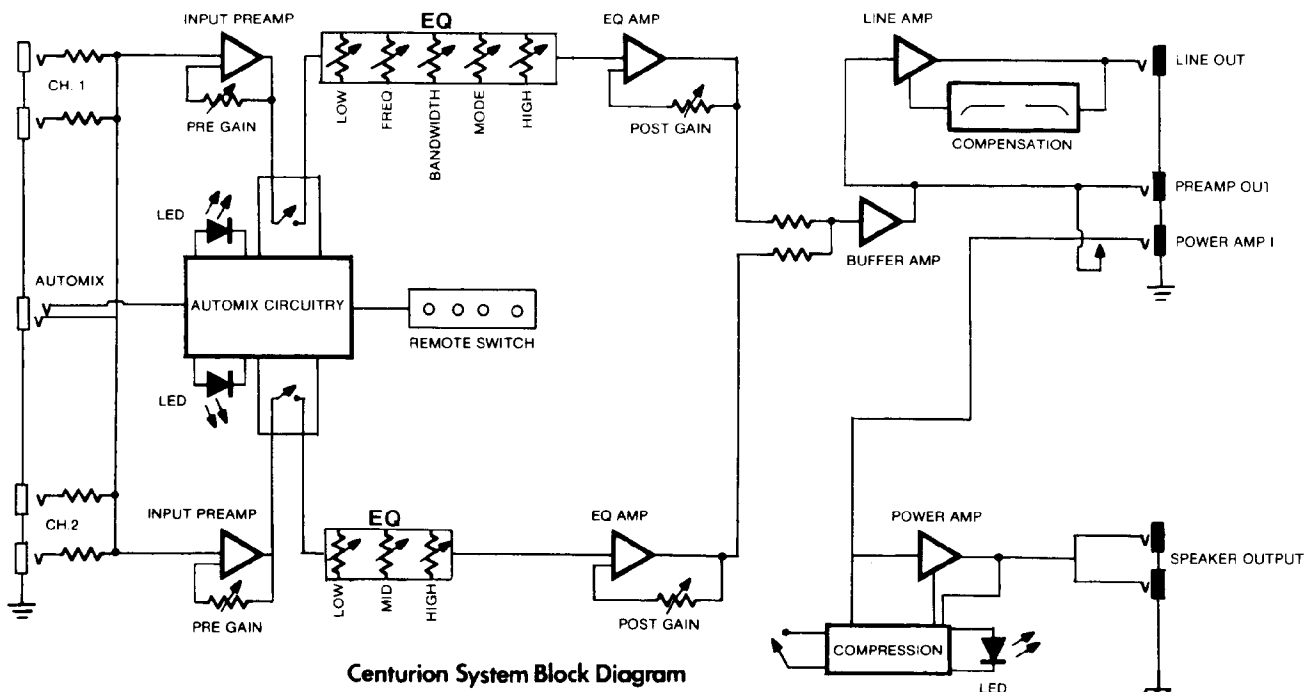 INPUT PREAMP
EQ
EQ AMP
LINE AMP
LINE OUT
CH. 1
PRE GAIN
LOW
FREQ.
BANDWIDTH
MODE
HIGH
POST GAIN
COMPENSATION
LED
PREAMP OUT
BUFFER AMP
POWER AMP I
AUTOMIX
AUTOMIX CIRCUITRY
REMOTE SWITCH
LED
INPUT PREAMP
EQ
EQ AMP
POWER AMP
CH.2
SPEAKER OUTPUT
PRE GAIN
LOW
MID
HIGH
POST GAIN
COMPRESSION
LED
Centurion System Block Diagram